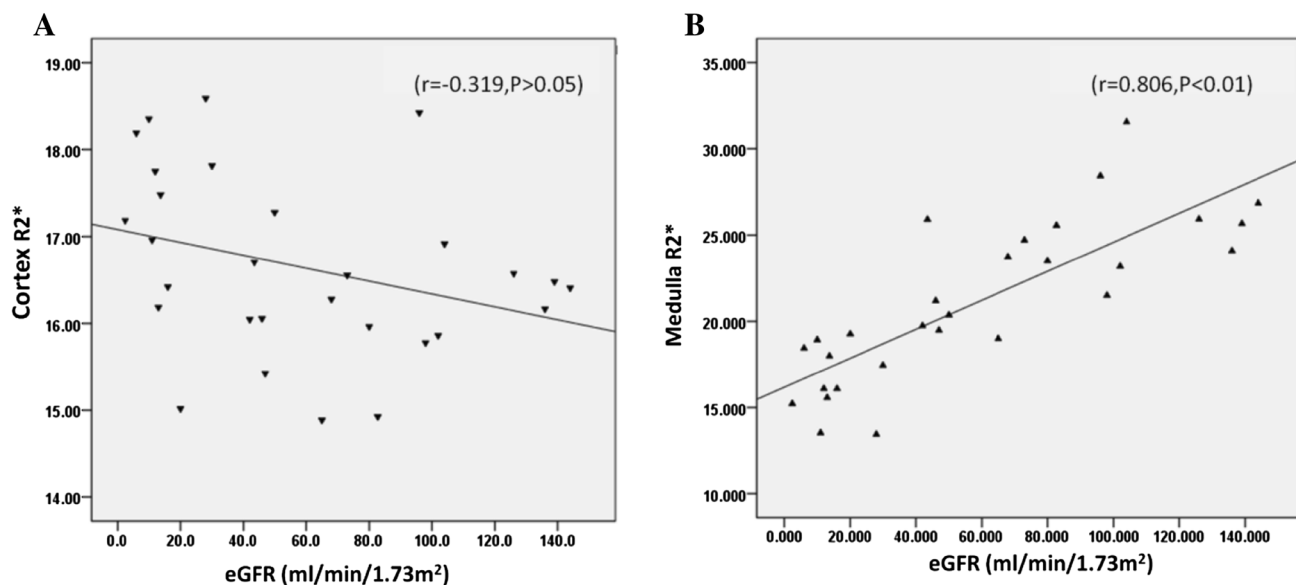 A
(r=-0.319,P>0.05)
19.00
18.00
17.00
16.00
15.00
14.00
Cortex R2*
0.0 20.0 40.0 60.0 80.0 100.0 120.0 140.0
eGFR (ml/min/1.73m²)
B
(r=0.806,P<0.01)
35.000
30.000
25.000
20.000
15.000
10.000
Medulla R2*
0.000 20.000 40.000 60.000 80.000 100.000 120.000 140.000
eGFR (ml/min/1.73m²)